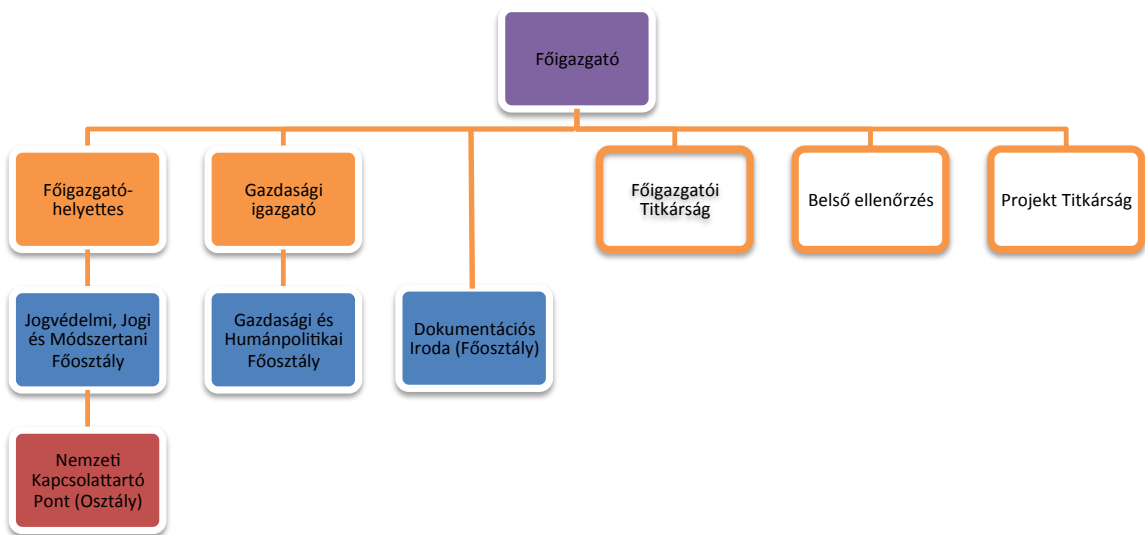 Főigazgató
Főigazgató-
helyettes
Gazdasági
igazgató
Főigazgatói
Titkárság
Belső ellenőrzés
Projekt Titkárság
Jogvédelmi, Jogi
és Módszertani
Főosztály
Gazdasági és
Humánpolitikai
Főosztály
Dokumentációs
Iroda (Főosztály)
Nemzeti
Kapcsolattartó
Pont (Osztály)